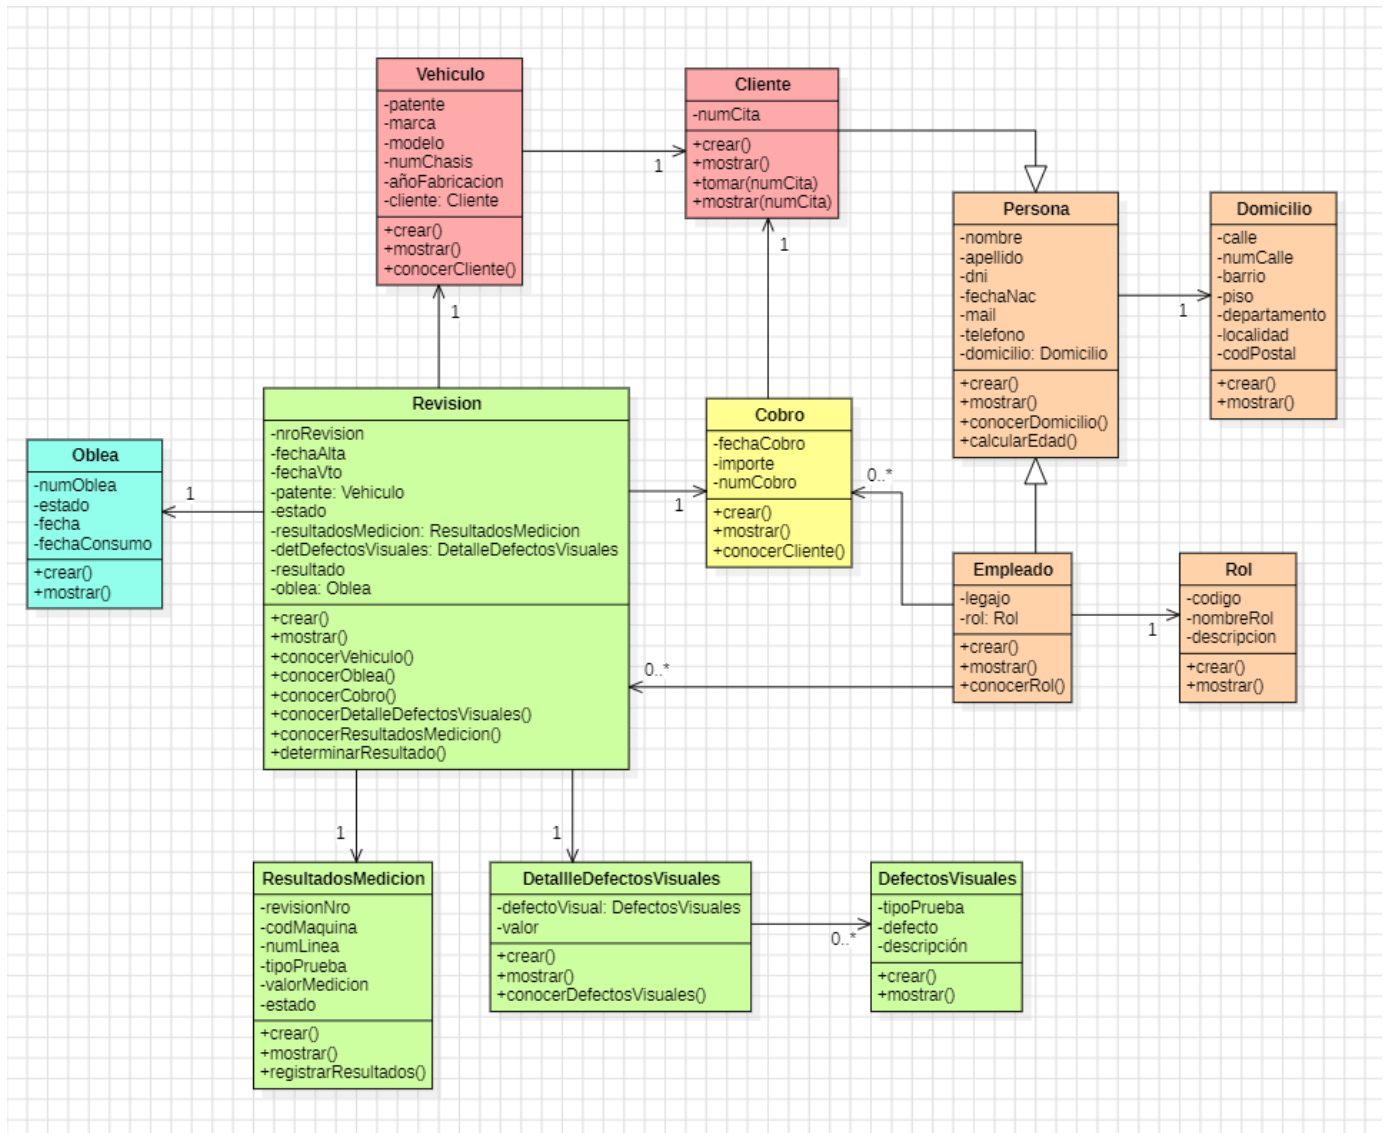 Vehiculo
-patente
-marca
-modelo
-numChasis
-añoFabricacion
-cliente: Cliente
+crear()
+mostrar()
+conocerCliente()
1
Cliente
-numCita
+crear()
+mostrar()
+tomar(numCita)
+mostrar(numCita)
1
1
Persona
-nombre
-apellido
-dni
-fechaNac
-mail
-telefono
-domicilio: Domicilio
+crear()
+mostrar()
+conocerDomicilio()
+calcularEdad()
1
Domicilio
-calle
-numCalle
-barrio
-piso
-departamento
-localidad
-codPostal
+crear()
+mostrar()
Oblea
-numOblea
-estado
-fecha
-fechaConsumo
+crear()
+mostrar()
1
Revision
-nroRevision
-fechaAlta
-fechaVto
-patente: Vehiculo
-estado
-resultadosMedicion: ResultadosMedicion
-detDefectosVisuales: DetalleDefectosVisuales
-resultado
-oblea: Oblea
+crear()
+mostrar()
+conocerVehiculo()
+conocerOblea()
+conocerCobro()
+conocerDetalleDefectosVisuales()
+conocerResultadosMedicion()
+determinarResultado()
1
Cobro
-fechaCobro
-importe
-numCobro
+crear()
+mostrar()
+conocerCliente()
0..*
0..*
Empleado
-legajo
-rol: Rol
+crear()
+mostrar()
+conocerRol()
1
Rol
-codigo
-nombreRol
-descripcion
+crear()
+mostrar()
1
1
ResultadosMedicion
-revisionNro
-codMaquina
-numLinea
-tipoPrueba
-valorMedicion
-estado
+crear()
+mostrar()
+registrarResultados()
DetallleDefectosVisuales
-defectoVisual: DefectosVisuales
-valor
+crear()
+mostrar()
+conocerDefectosVisuales()
0..*
DefectosVisuales
-tipoPrueba
-defecto
-descripción
+crear()
+mostrar()